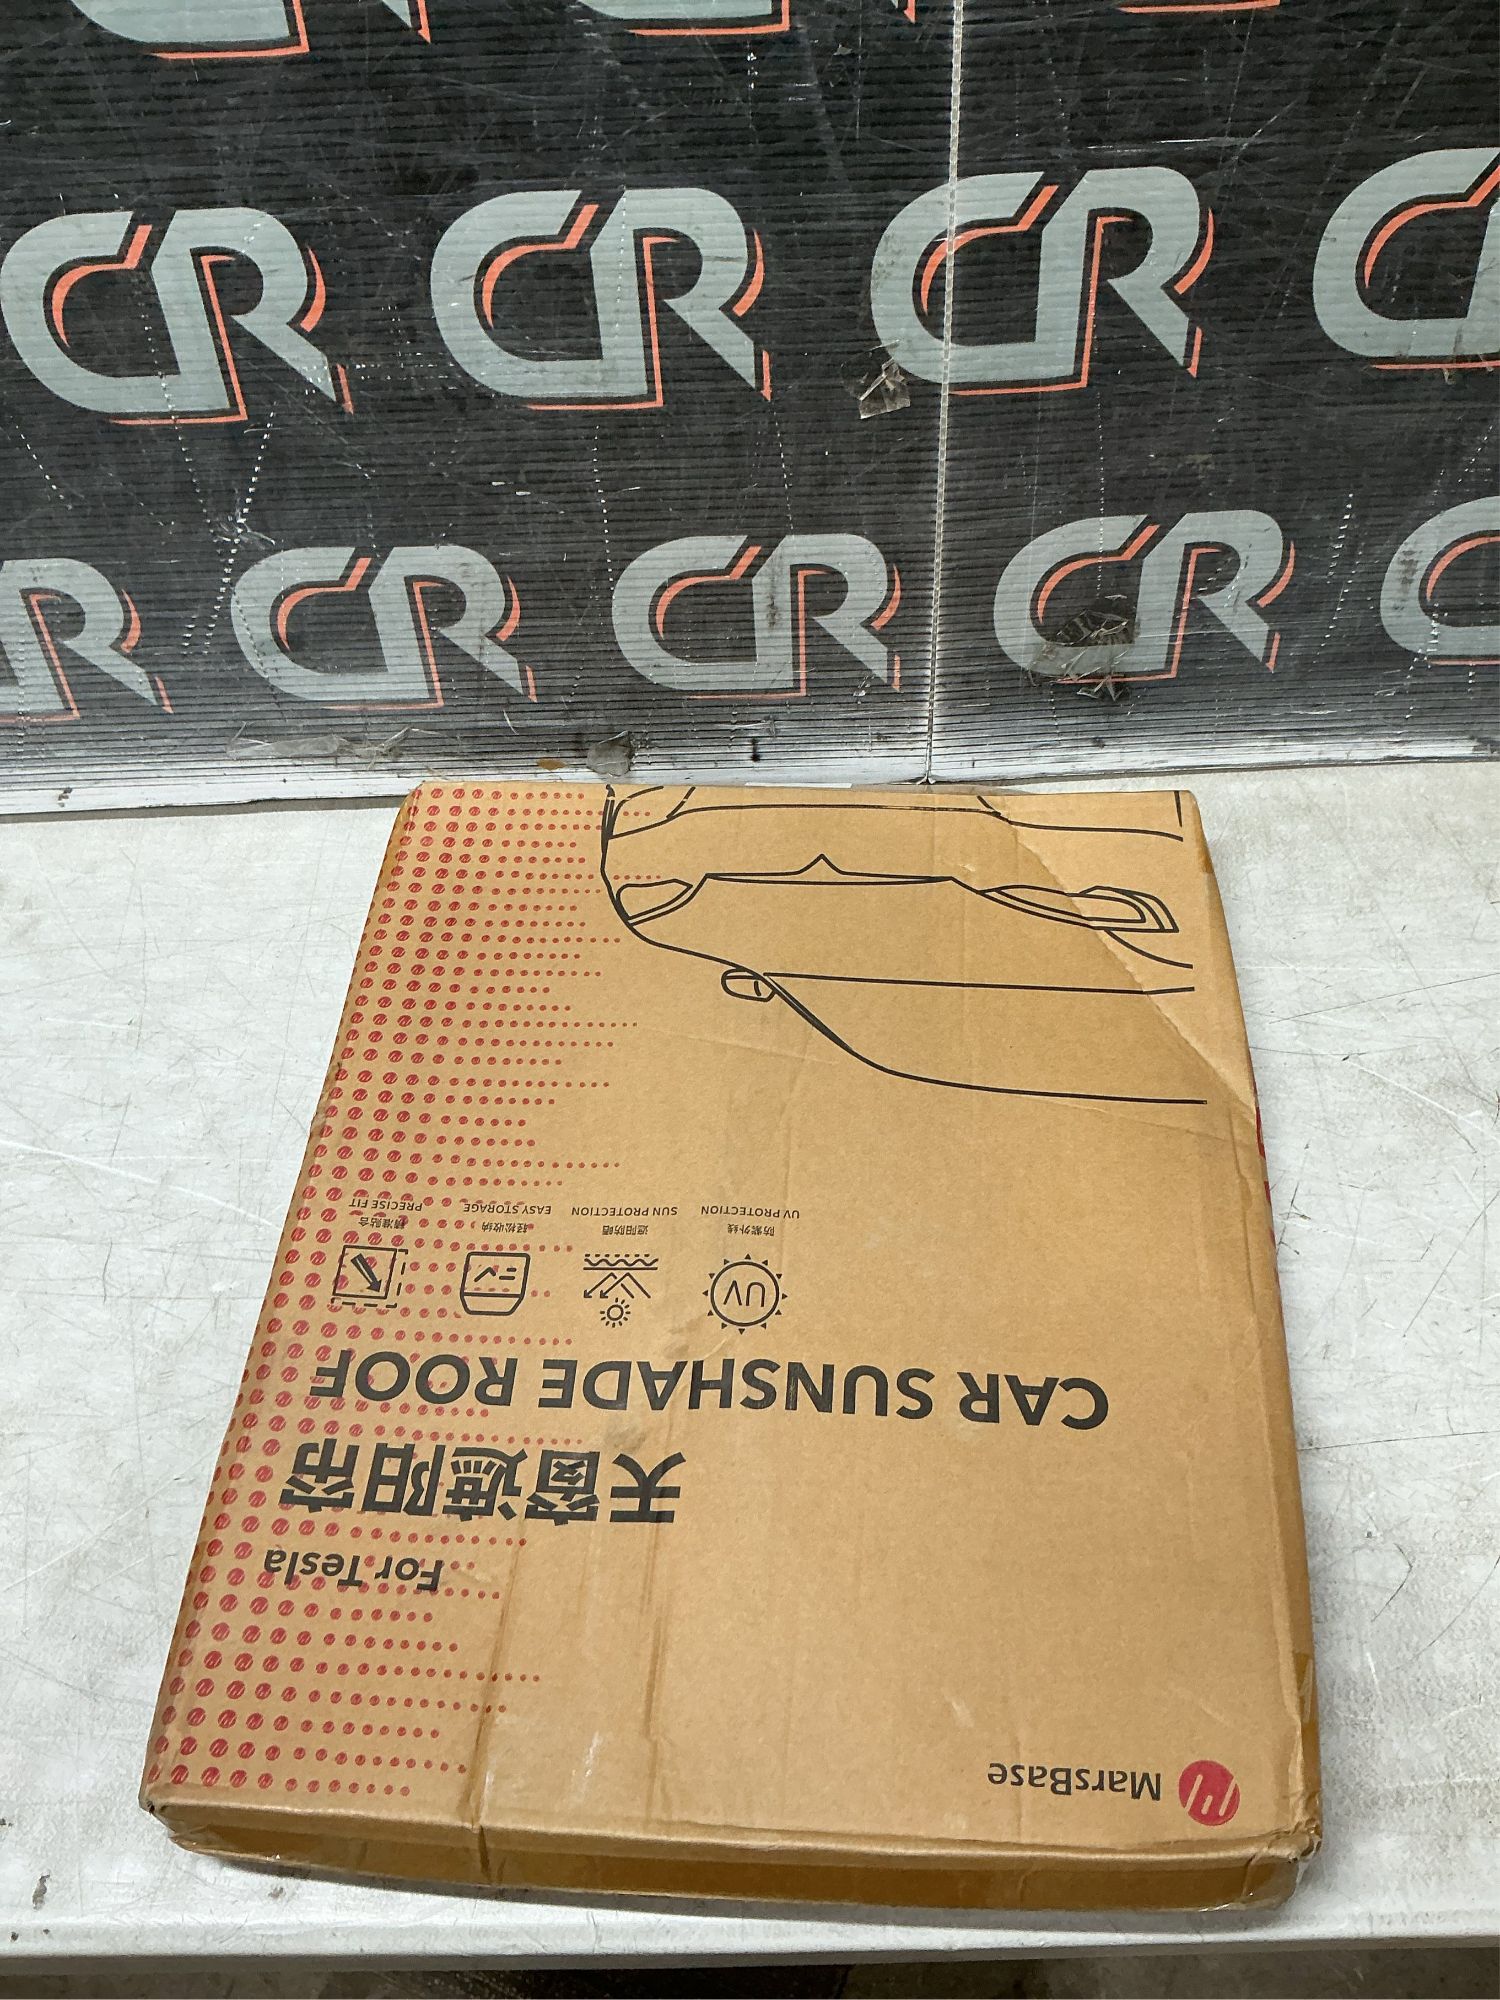 CR CR CR CR
CR CR CR CR
MarsBase
For Tesla
天窗遮阳帘
CAR SUNSHADE ROOF
UV
防紫外线
UV PROTECTION
遮阳防晒
SUN PROTECTION
轻松收纳
EASY STORAGE
精准贴合
PRECISE FIT